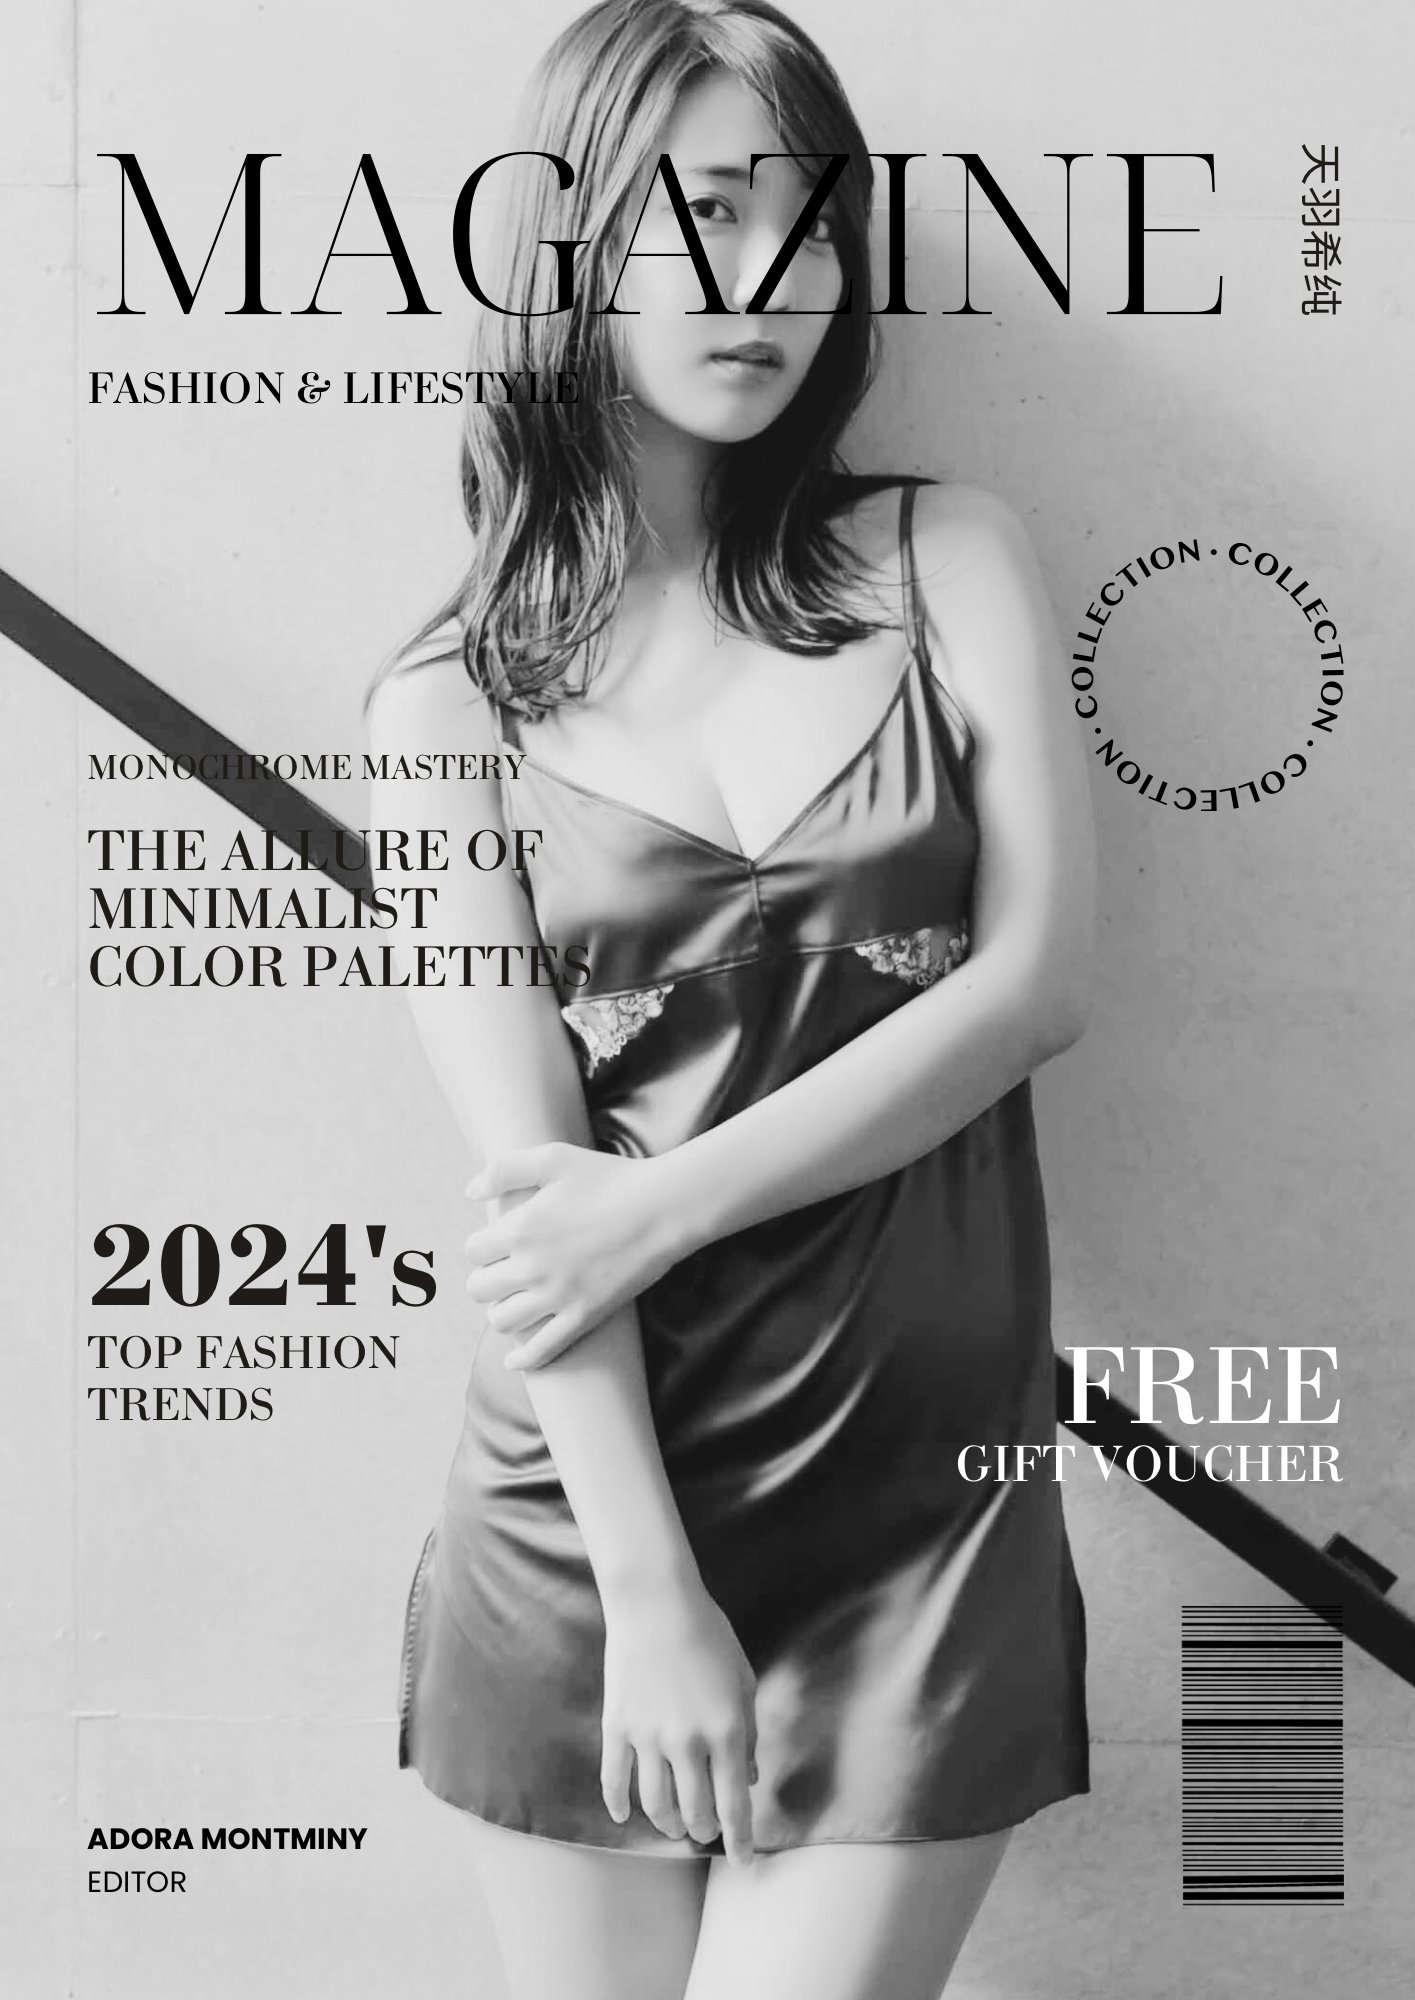 MAGAZINE
天羽希纯
FASHION & LIFESTYLE
COLLECTION · COLLECTION · COLLECTION ·
MONOCHROME MASTERY
THE ALLURE OF
MINIMALIST
COLOR PALETTES
2024's
TOP FASHION
TRENDS
FREE
GIFT VOUCHER
ADORA MONTMINY
EDITOR